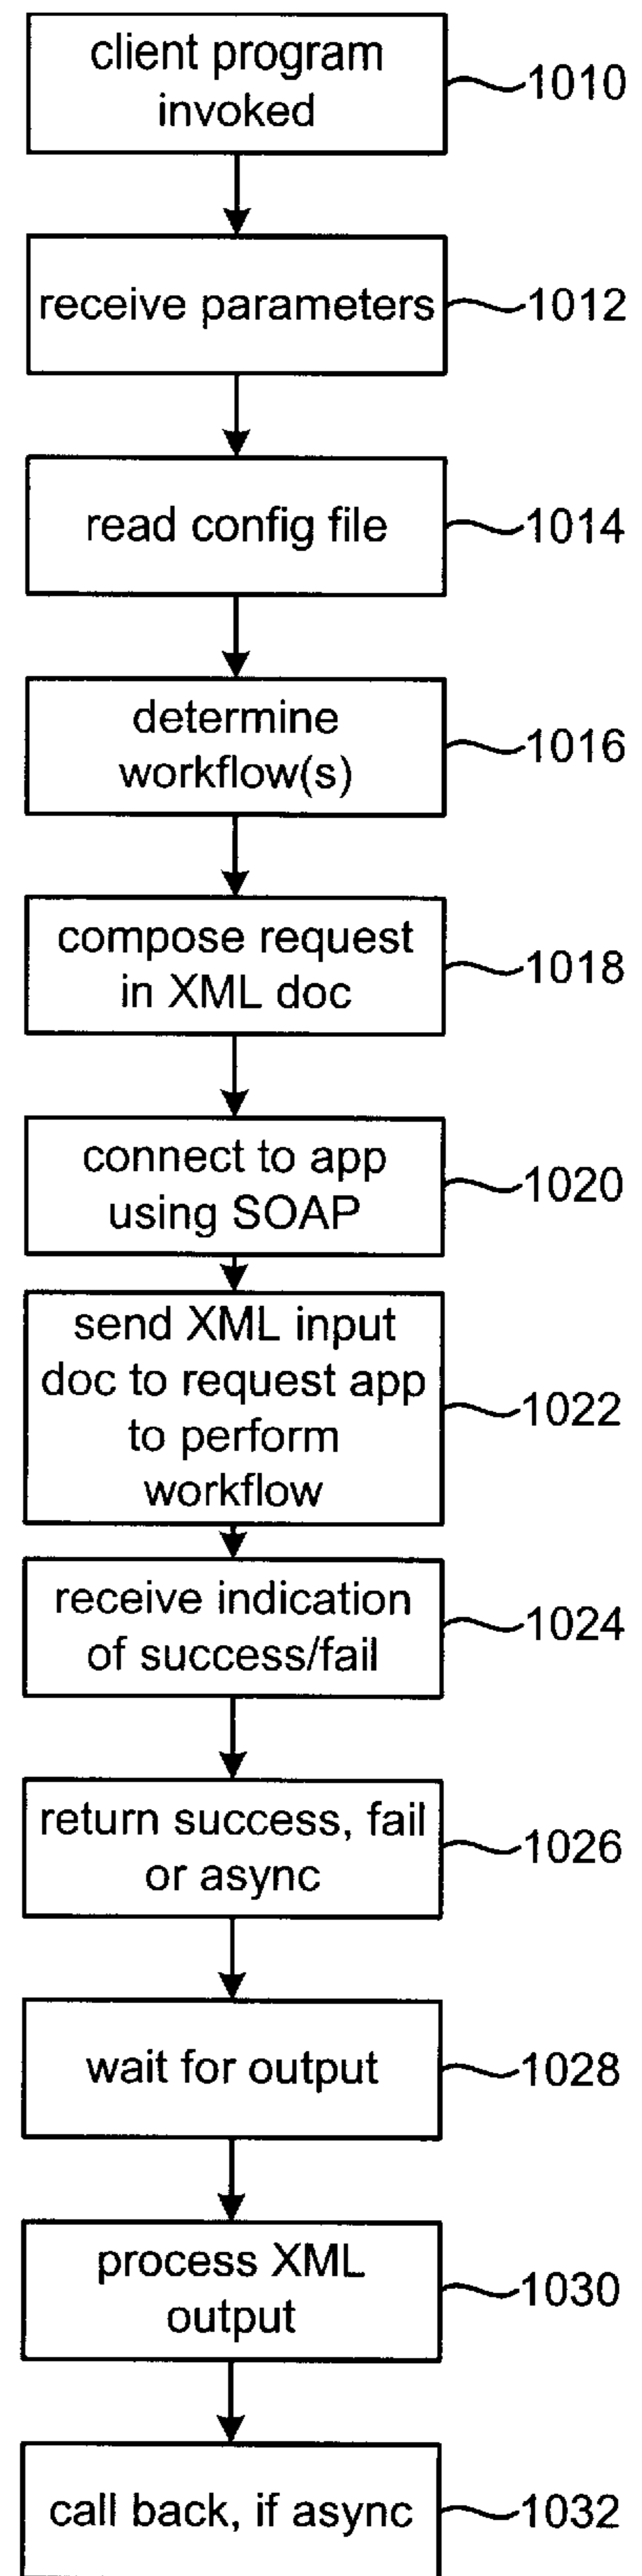 client program
invoked
1010
receive parameters
1012
read config file
1014
determine
workflow(s)
1016
compose request
in XML doc
1018
connect to app
using SOAP
1020
send XML input
doc to request app
to perform
workflow
1022
receive indication
of success/fail
1024
return success, fail
or async
1026
wait for output
1028
process XML
output
1030
call back, if async
1032